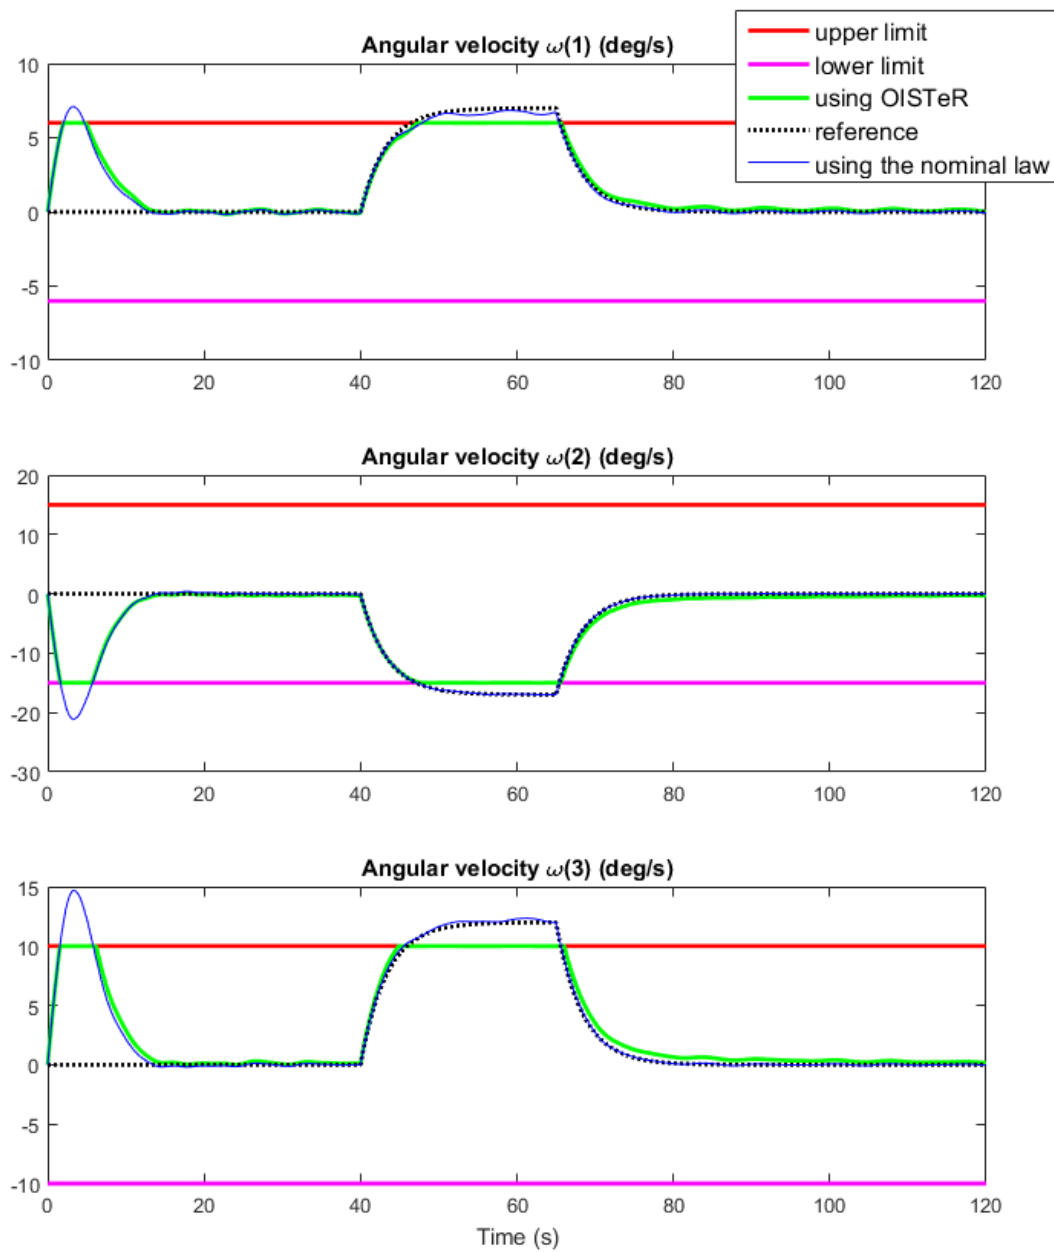 Angular velocity ω(1) (deg/s)
upper limit
lower limit
using OISTeR
reference
using the nominal law
10
5
0
-5
-10
0 20 40 60 80 100 120
Angular velocity ω(2) (deg/s)
20
10
0
-10
-20
-30
0 20 40 60 80 100 120
Angular velocity ω(3) (deg/s)
15
10
5
0
-5
-10
0 20 40 60 80 100 120
Time (s)